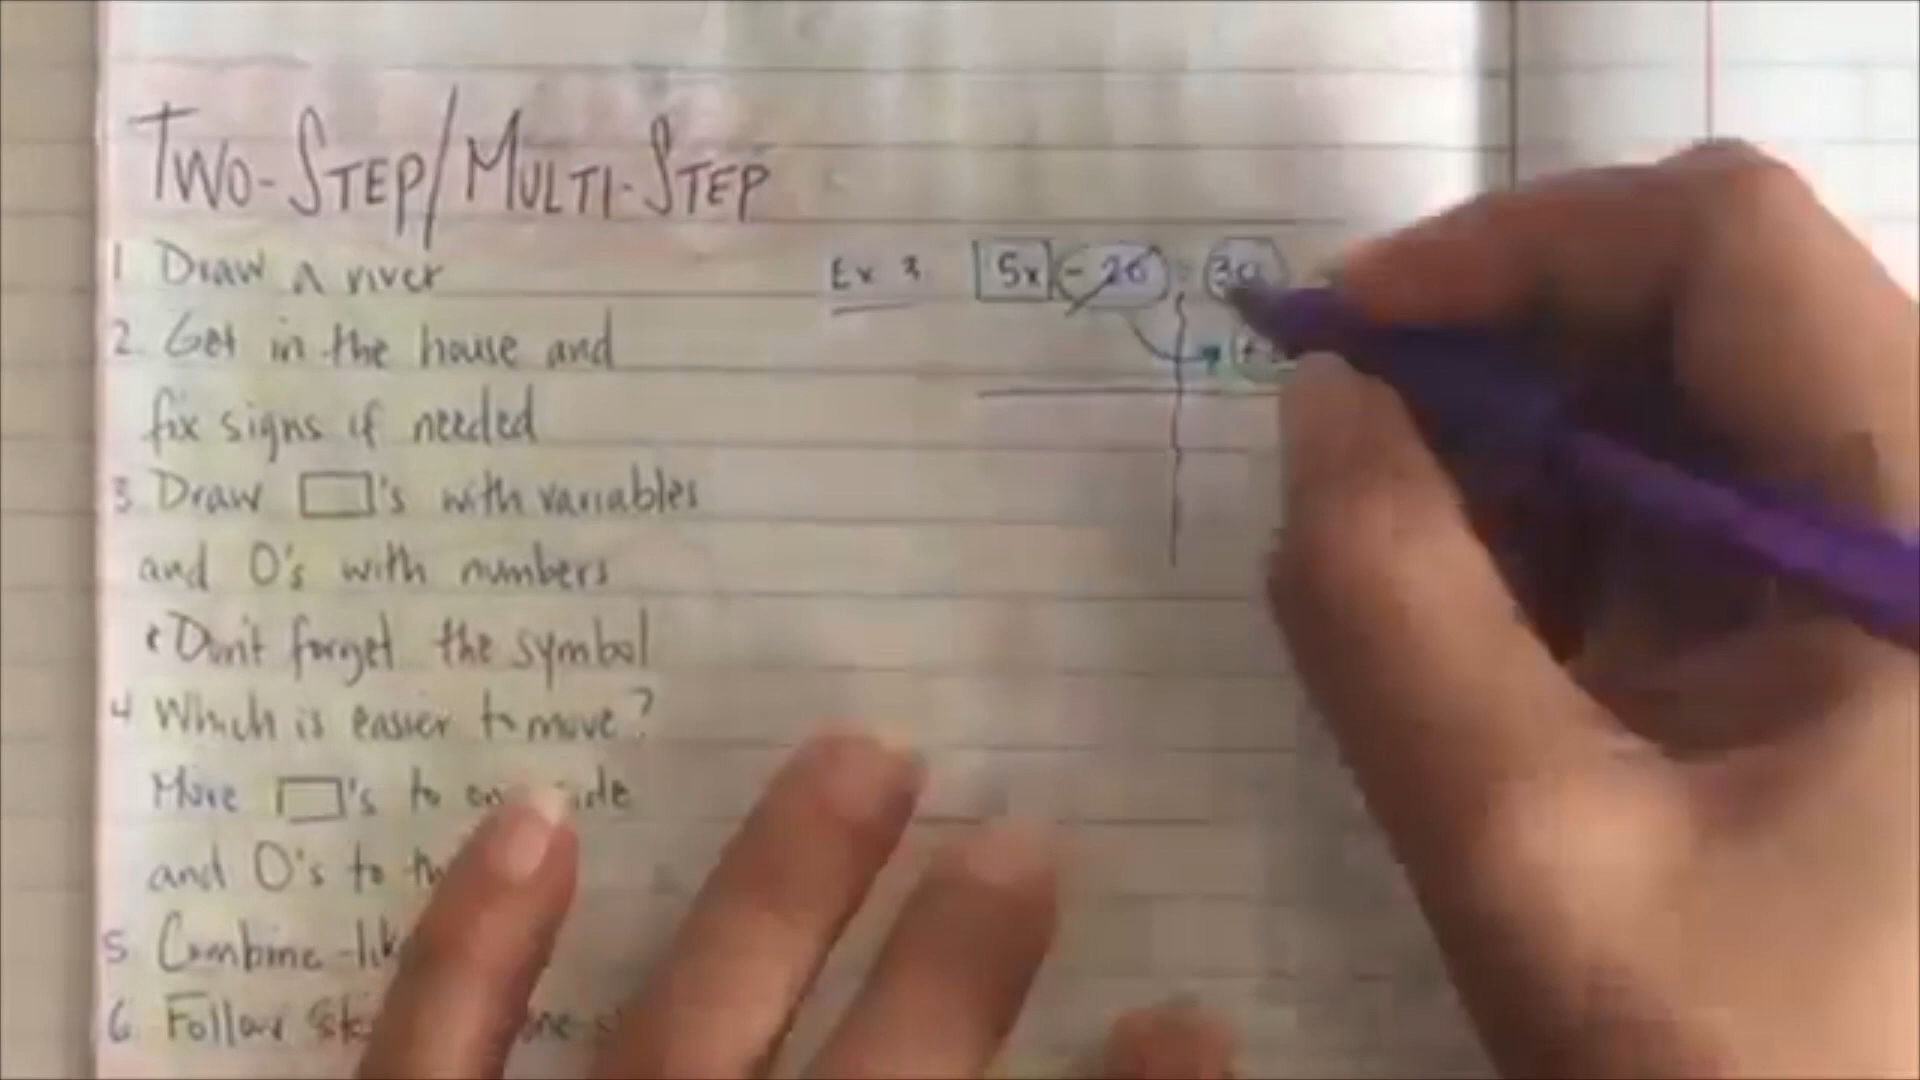 TWO-STEP/MULTI-STEP
1 Draw a river
2. Get in the house and
fix signs if needed
3. Draw □'s with variables
and O's with numbers
Don't forget the symbol
4 Which is easier to move?
Move □'s to
and O's to
5 Combine
6 Follow
Ex 3 5x - 20 = 30